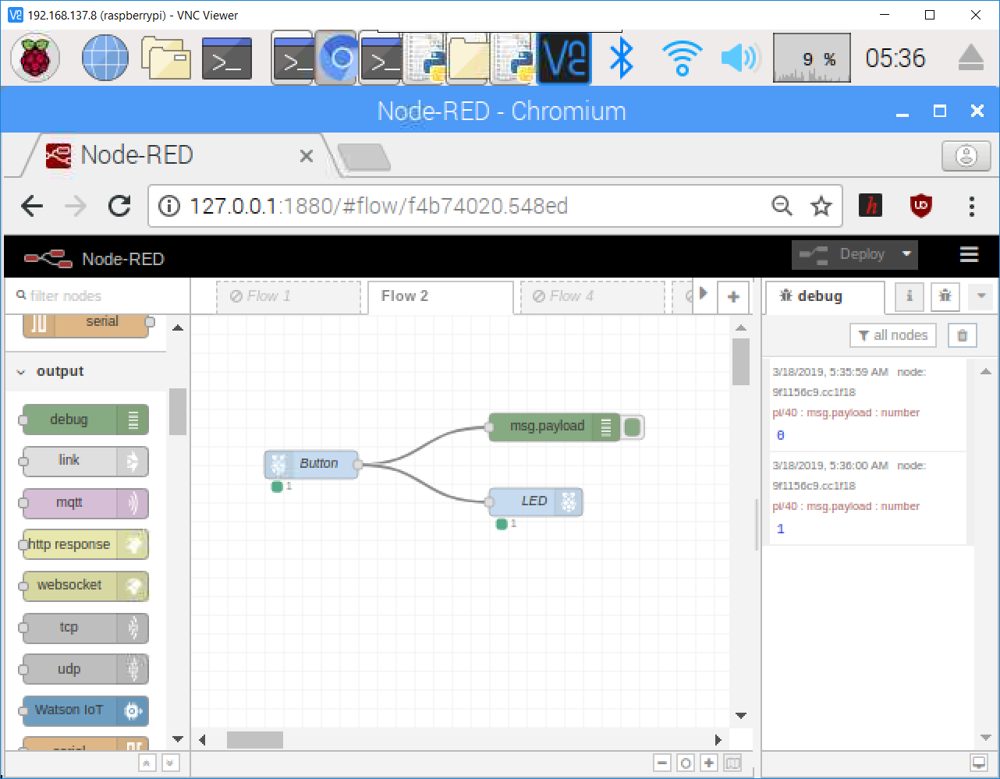 192.168.137.8 (raspberrypi) - VNC Viewer
9 %
05:36
Node-RED - Chromium
Node-RED
127.0.0.1:1880/#flow/f4b74020.548ed
Node-RED
Deploy
filter nodes
Flow 1
Flow 2
Flow 4
debug
all nodes
serial
output
debug
link
mqtt
http response
websocket
tcp
udp
Watson IoT
serial
Button
1
msg.payload
LED
1
3/18/2019, 5:35:59 AM node:
9f1156c9.cc1f18
pi/40 : msg.payload : number
0
3/18/2019, 5:36:00 AM node:
9f1156c9.cc1f18
pi/40 : msg.payload : number
1